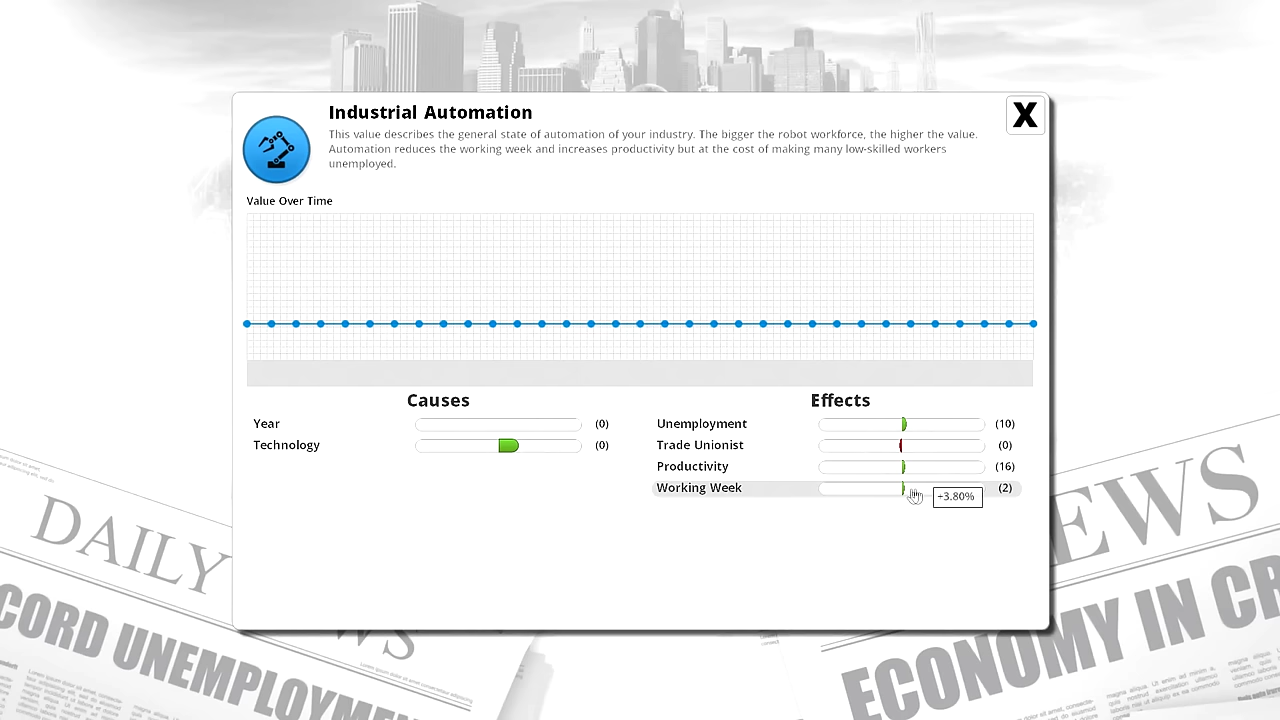 Industrial Automation
X
This value describes the general state of automation of your industry. The bigger the robot workforce, the higher the value.
Automation reduces the working week and increases productivity but at the cost of making many low-skilled workers
unemployed.
Value Over Time
Causes
Effects
Year (0)
Unemployment (10)
Technology (0)
Trade Unionist (0)
Productivity (16)
Working Week (2)
+3.80%
DAILY
NEWS
CORD UNEMPLOYMEN
EWS
ECONOMY IN CR